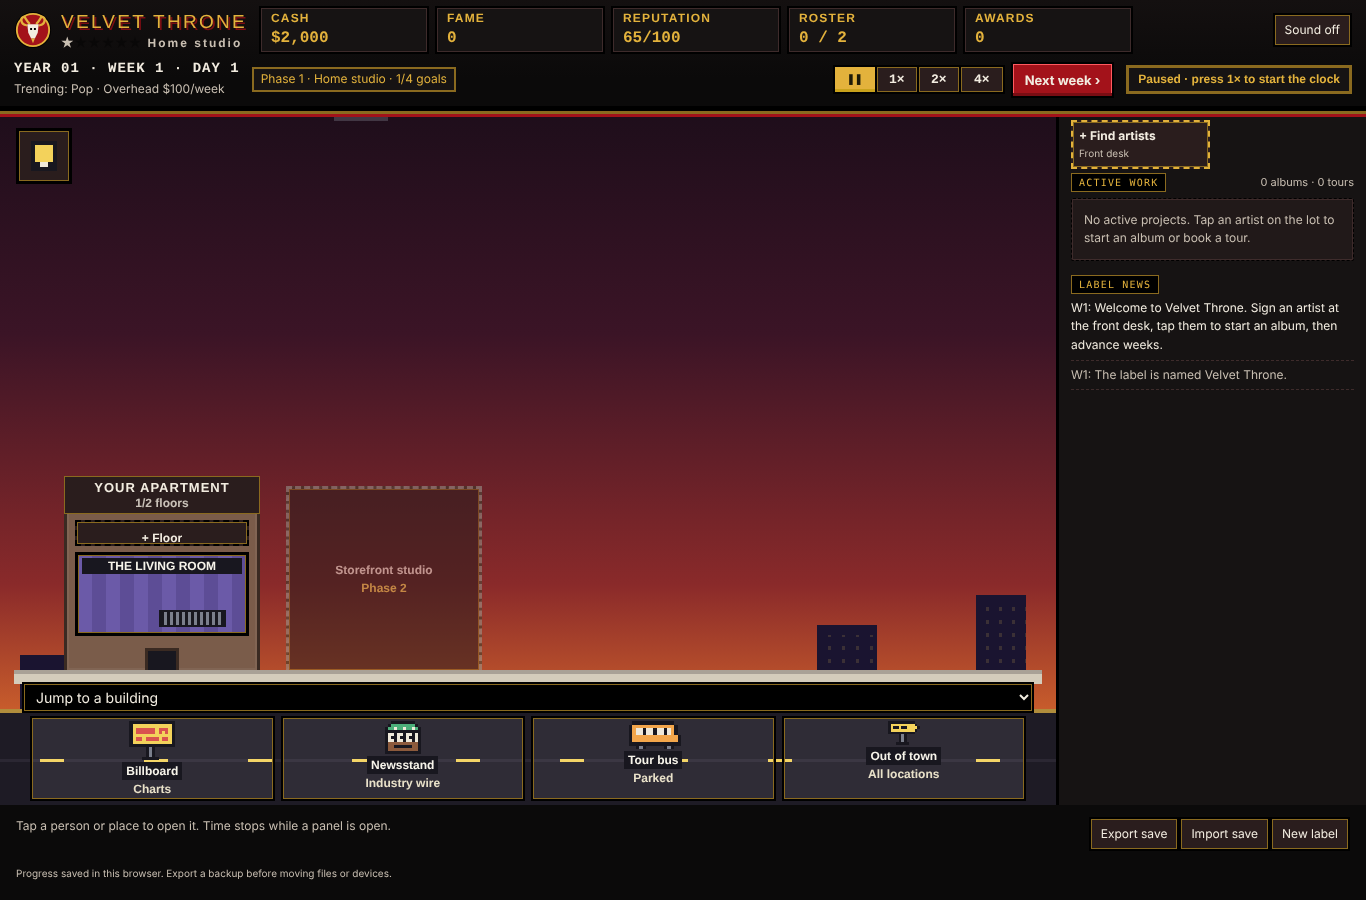 VELVET THRONE
★★★★★★ Home studio
CASH
$2,000
FAME
0
REPUTATION
65/100
ROSTER
0 / 2
AWARDS
0
Sound off
YEAR 01 · WEEK 1 · DAY 1
Trending: Pop · Overhead $100/week
Phase 1 · Home studio · 1/4 goals
1×
2×
4×
Next week ›
Paused · press 1× to start the clock
+ Find artists
Front desk
ACTIVE WORK
0 albums · 0 tours
No active projects. Tap an artist on the lot to
start an album or book a tour.
LABEL NEWS
W1: Welcome to Velvet Throne. Sign an artist at
the front desk, tap them to start an album, then
advance weeks.
W1: The label is named Velvet Throne.
YOUR APARTMENT
1/2 floors
+ Floor
THE LIVING ROOM
Storefront studio
Phase 2
Jump to a building
Billboard
Charts
Newsstand
Industry wire
Tour bus
Parked
Out of town
All locations
Tap a person or place to open it. Time stops while a panel is open.
Export save
Import save
New label
Progress saved in this browser. Export a backup before moving files or devices.